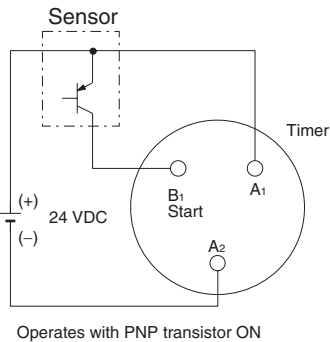 Sensor
Timer
B1
Start
A1
(+)
24 VDC
(−)
A2
Operates with PNP transistor ON